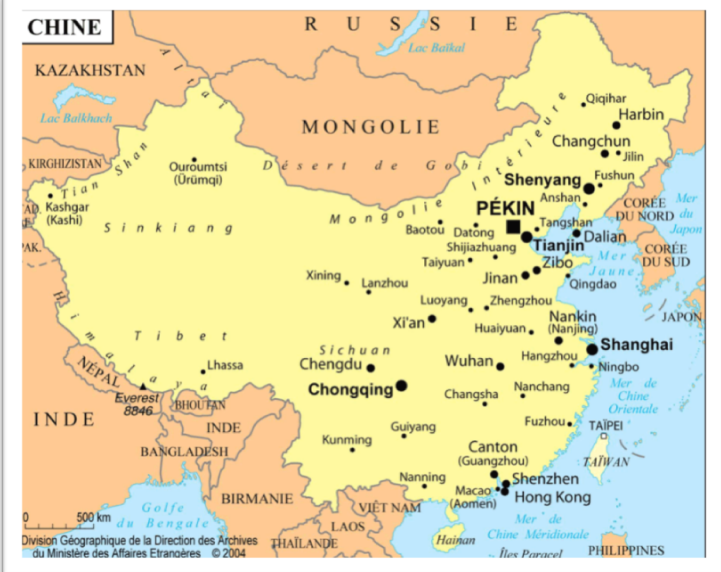 CHINE
R U S S I E
Lac Baïkal
KAZAKHSTAN
Altaï
Lac Balkhach
MONGOLIE
Qiqihar
Harbin
Changchun
Jilin
KIRGHIZISTAN
Tian Shan
Ouroumtsi
(Ürümqi)
Désert de Gobi
Mongolie Intérieure
Fushun
Shenyang
Anshan
Kashgar
(Kashi)
PÉKIN
CORÉE
DU NORD
Mer
du
Japon
Sinkiang
Baotou
Datong
Tangshan
Tianjin
Dalian
PAK.
Shijiazhuang
Taiyuan
Zibo
Mer
Jaune
CORÉE
DU SUD
Xining
Lanzhou
Jinan
Qingdao
Luoyang
Zhengzhou
Xi'an
Huaiyuan
Nankin
(Nanjing)
JAPON
Himalaya
Tibet
Sichuan
Chengdu
Wuhan
Hangzhou
Shanghai
NÉPAL
Lhassa
Ningbo
Everest
8846
Chongqing
Changsha
Nanchang
Mer de
Chine
Orientale
BHOUTAN
INDE
INDE
Guiyang
Fuzhou
TAÏPEI
BANGLADESH
Kunming
Canton
(Guangzhou)
TAÏWAN
Nanning
Shenzhen
Macao
(Aomen)
Hong Kong
BIRMANIE
VIÊT NAM
Golfe
du Bengale
0 500 km
LAOS
Hainan
Mer de
Chine Méridionale
THAÏLANDE
Îles Paracel
PHILIPPINES
Division Géographique de la Direction des Archives
du Ministère des Affaires Etrangères © 2004